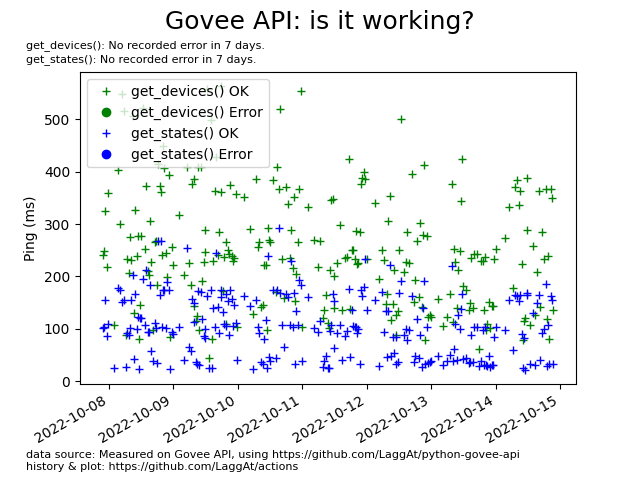 Govee API: is it working?
get_devices(): No recorded error in 7 days.
get_states(): No recorded error in 7 days.
get_devices() OK
get_devices() Error
get_states() OK
get_states() Error
Ping (ms)
500
400
300
200
100
0
2022-10-08 2022-10-09 2022-10-10 2022-10-11 2022-10-12 2022-10-13 2022-10-14 2022-10-15
data source: Measured on Govee API, using https://github.com/LaggAt/python-govee-api
history & plot: https://github.com/LaggAt/actions